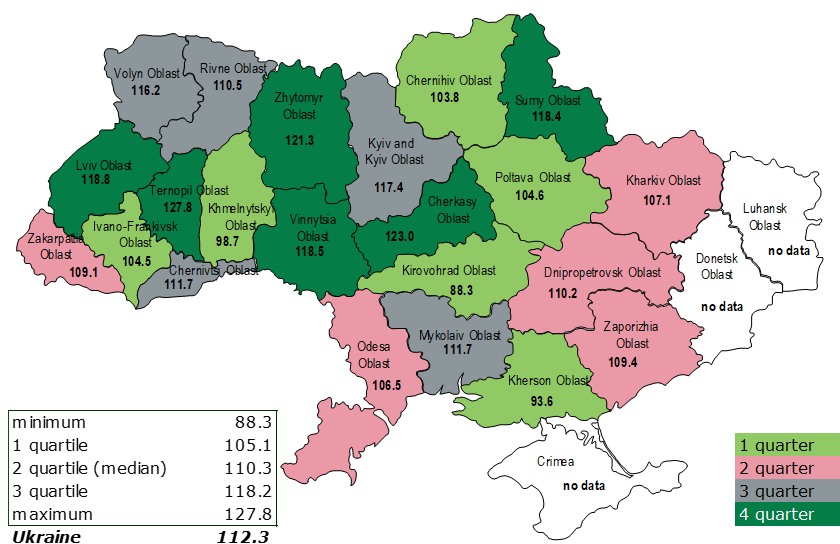 Volyn Oblast
116.2
Rivne Oblast
110.5
Zhytomyr
Oblast
121.3
Chernihiv Oblast
103.8
Sumy Oblast
118.4
Kyiv and
Kyiv Oblast
117.4
Lviv Oblast
118.8
Ternopil Oblast
127.8
Khmelnytskyi
Oblast
98.7
Vinnytsia
Oblast
118.5
Cherkasy
Oblast
123.0
Poltava Oblast
104.6
Kharkiv Oblast
107.1
Luhansk
Oblast
no data
Zakarpattia
Oblast
109.1
Ivano-Frankivsk
Oblast
104.5
Chernivtsi Oblast
111.7
Kirovohrad Oblast
88.3
Dnipropetrovsk Oblast
110.2
Donetsk
Oblast
no data
Odesa
Oblast
106.5
Mykolaiv Oblast
111.7
Zaporizhia
Oblast
109.4
Kherson Oblast
93.6
Crimea
no data
minimum 88.3
1 quartile 105.1
2 quartile (median) 110.3
3 quartile 118.2
maximum 127.8
Ukraine 112.3
1 quarter
2 quarter
3 quarter
4 quarter